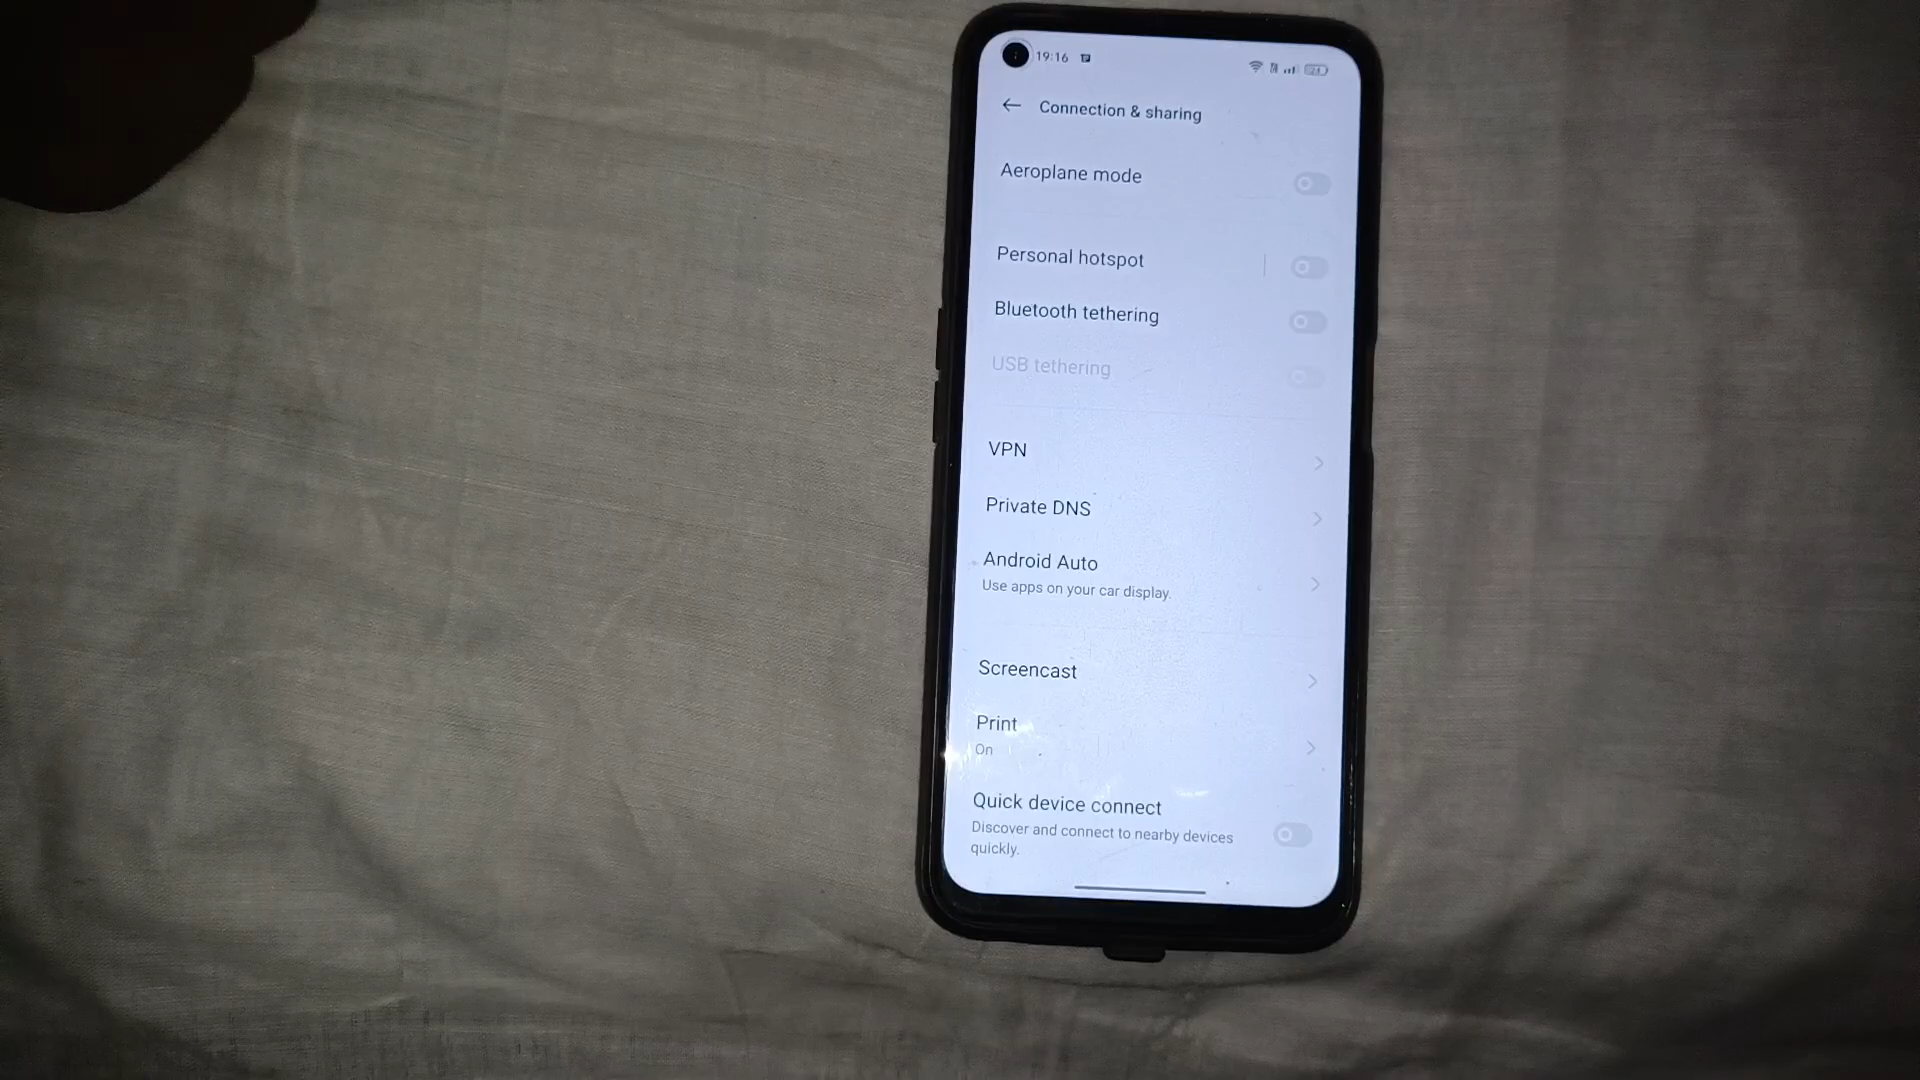 19:16
Connection & sharing
Aeroplane mode
Personal hotspot
Bluetooth tethering
USB tethering
VPN
Private DNS
Android Auto
Use apps on your car display.
Screencast
Print
On
Quick device connect
Discover and connect to nearby devices
quickly.